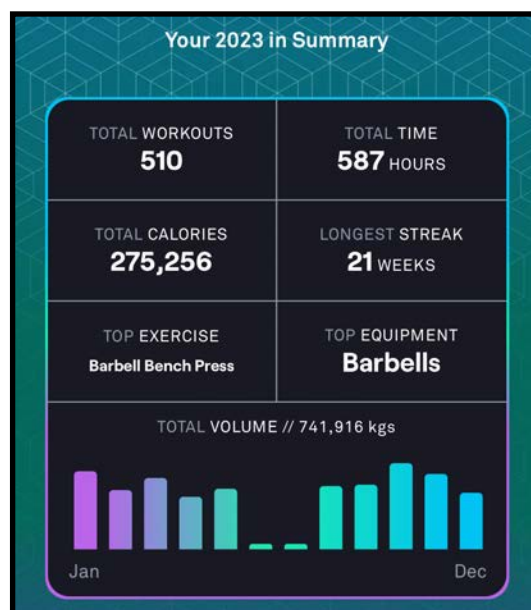 Your 2023 in Summary
TOTAL WORKOUTS
510
TOTAL TIME
587 HOURS
TOTAL CALORIES
275,256
LONGEST STREAK
21 WEEKS
TOP EXERCISE
Barbell Bench Press
TOP EQUIPMENT
Barbells
TOTAL VOLUME // 741,916 kgs
Jan
Dec